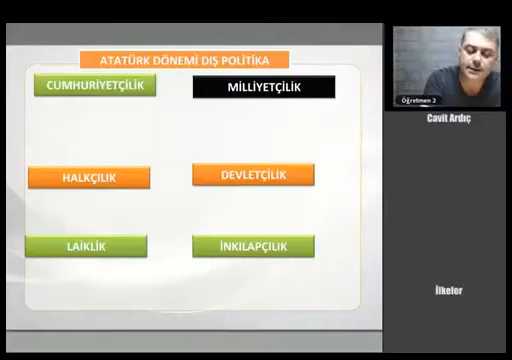 ATATÜRK DÖNEMİ DIŞ POLİTİKA
CUMHURİYETÇİLİK
MİLLİYETÇİLİK
HALKÇILIK
DEVLETÇİLİK
LAİKLİK
İNKILAPÇILIK
Öğretmen 2
Cavit Ardıç
İlkeler